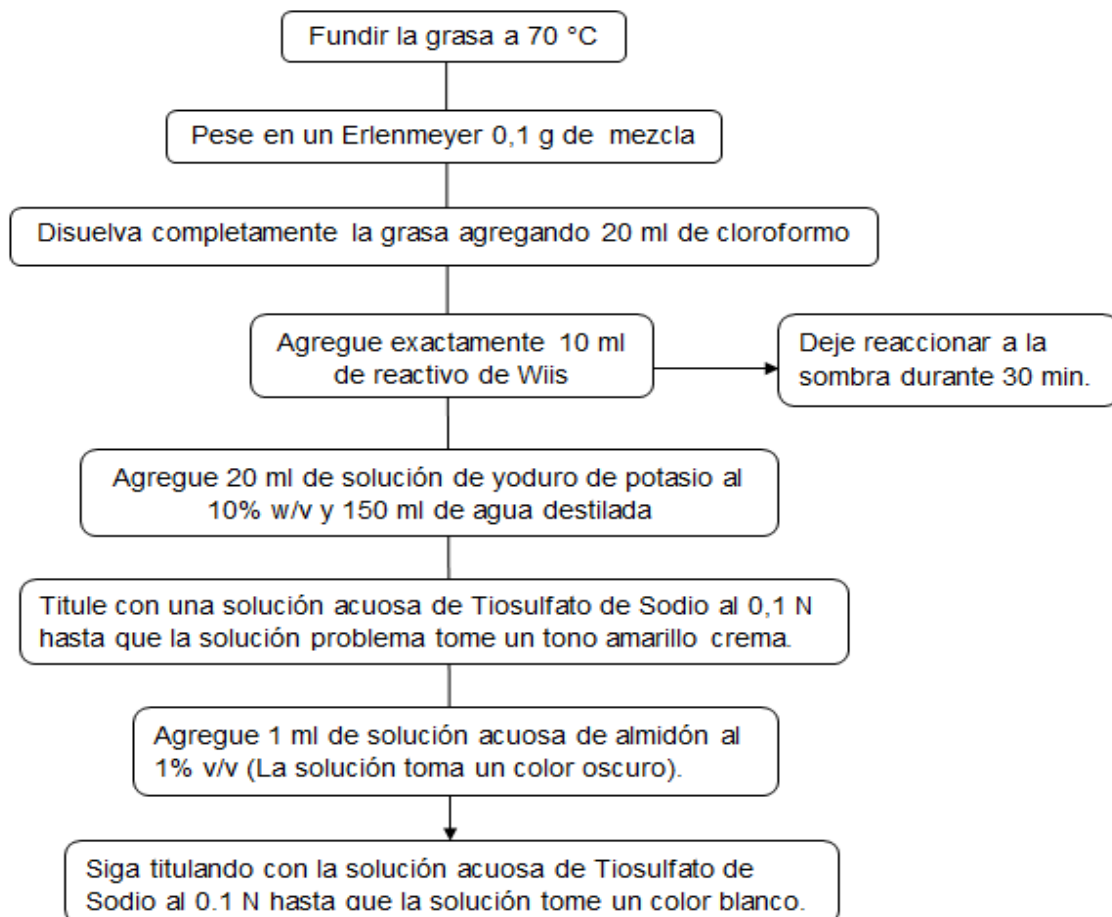 Fundir la grasa a 70 °C
Pese en un Erlenmeyer 0,1 g de mezcla
Disuelva completamente la grasa agregando 20 ml de cloroformo
Agregue exactamente 10 ml
de reactivo de Wiis
Deje reaccionar a la
sombra durante 30 min.
Agregue 20 ml de solución de yoduro de potasio al
10% w/v y 150 ml de agua destilada
Titule con una solución acuosa de Tiosulfato de Sodio al 0,1 N
hasta que la solución problema tome un tono amarillo crema.
Agregue 1 ml de solución acuosa de almidón al
1% v/v (La solución toma un color oscuro).
Siga titulando con la solución acuosa de Tiosulfato de
Sodio al 0.1 N hasta que la solución tome un color blanco.